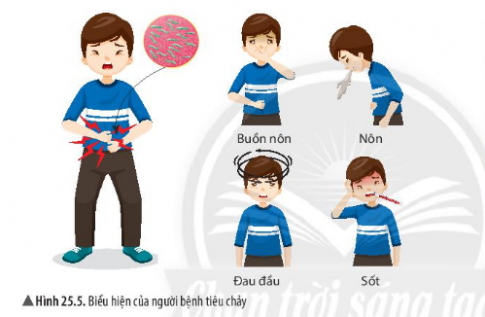 Buồn nôn
Nôn
Đau đầu
Sốt
▲ Hình 25.5. Biểu hiện của người bệnh tiêu chảy
Chân trời sáng tạo